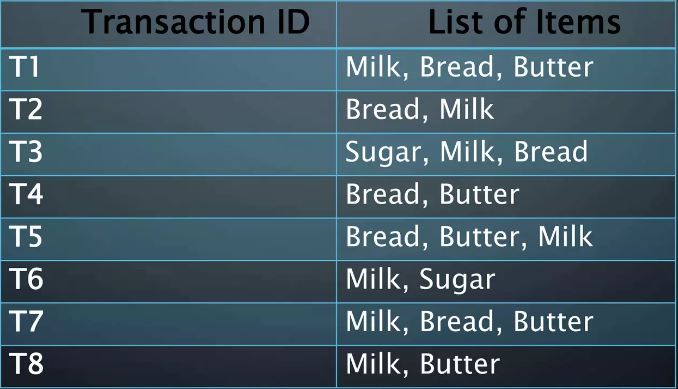 Transaction ID List of Items
T1 Milk, Bread, Butter
T2 Bread, Milk
T3 Sugar, Milk, Bread
T4 Bread, Butter
T5 Bread, Butter, Milk
T6 Milk, Sugar
T7 Milk, Bread, Butter
T8 Milk, Butter